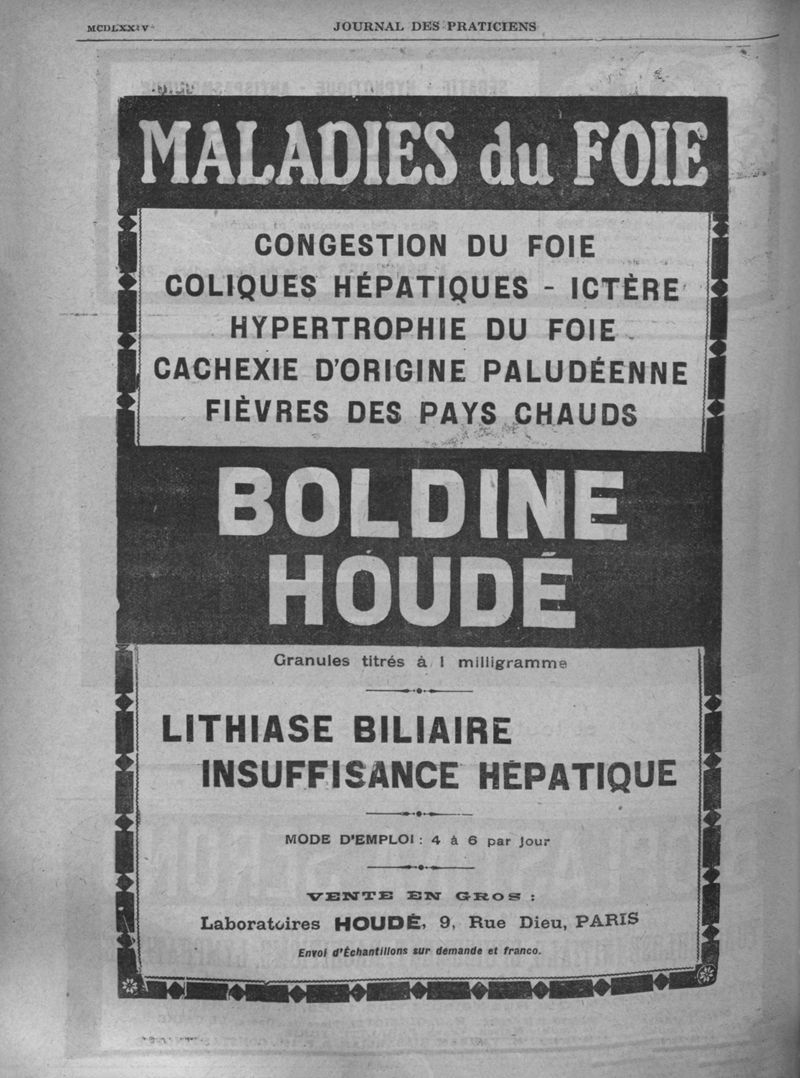 JOURNAL DES PRATICIENS
MALADIES du FOIE
CONGESTION DU FOIE
COLIQUES HÉPATIQUES - ICTÈRE
HYPERTROPHIE DU FOIE
CACHEXIE D'ORIGINE PALUDÉENNE
FIÈVRES DES PAYS CHAUDS
BOLDINE
HOUDÉ
Granules titrés à 1 milligramme
LITHIASE BILIAIRE
INSUFFISANCE HÉPATIQUE
MODE D'EMPLOI : 4 à 6 par jour
VENTE EN GROS :
Laboratoires HOUDÉ, 9, Rue Dieu, PARIS
Envoi d'Échantillons sur demande et franco.